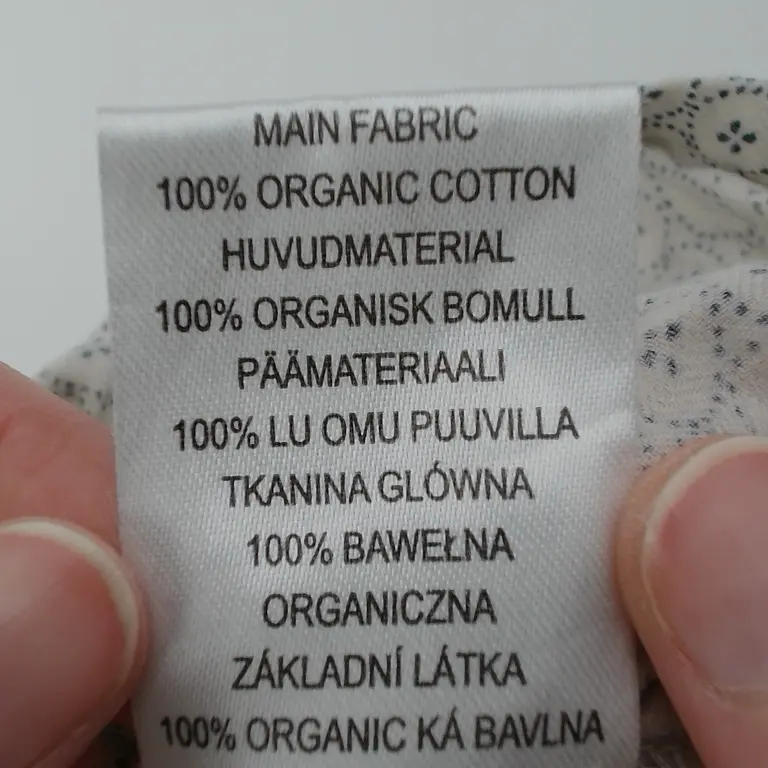 MAIN FABRIC
100% ORGANIC COTTON
HUVUDMATERIAL
100% ORGANISK BOMULL
PÄÄMATERIAALI
100% LU OMU PUUVILLA
TKANINA GLÓWNA
100% BAWEŁNA
ORGANICZNA
ZÁKLADNÍ LÁTKA
100% ORGANIC KÁ BAVLNA